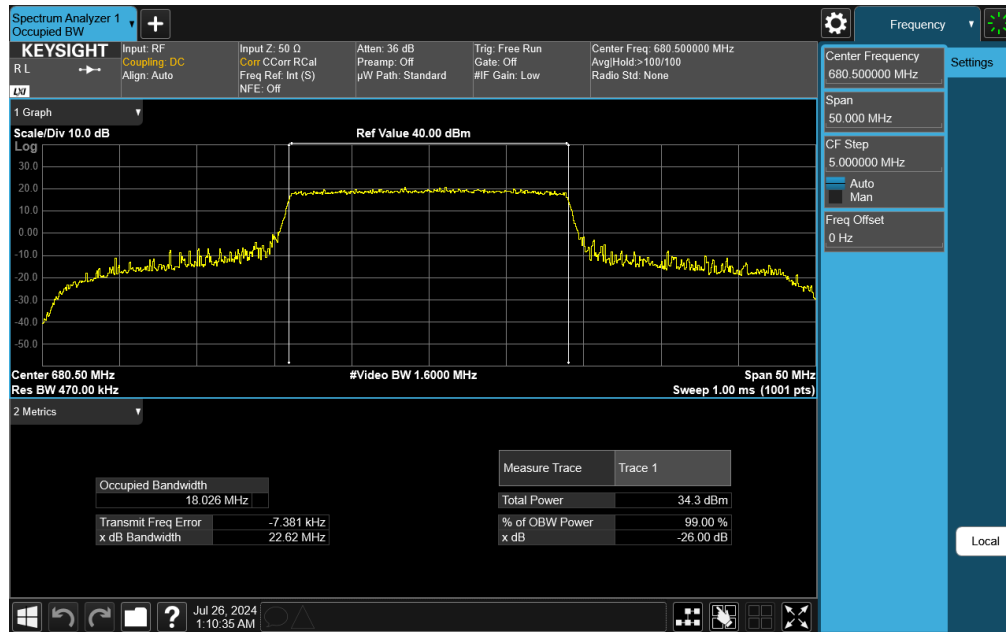 Spectrum Analyzer 1
Occupied BW
Frequency
KEYSIGHT
R L
LXI
Input: RF
Coupling: DC
Align: Auto
Input Z: 50 Ω
Corr CCorr RCal
Freq Ref: Int (S)
NFE: Off
Atten: 36 dB
Preamp: Off
µW Path: Standard
Trig: Free Run
Gate: Off
#IF Gain: Low
Center Freq: 680.500000 MHz
Avg|Hold:>100/100
Radio Std: None
Center Frequency
680.500000 MHz
Settings
Span
50.000 MHz
CF Step
5.000000 MHz
Auto
Man
Freq Offset
0 Hz
Local
1 Graph
Scale/Div 10.0 dB
Ref Value 40.00 dBm
Log
30.0
20.0
10.0
0.00
-10.0
-20.0
-30.0
-40.0
-50.0
Center 680.50 MHz
#Video BW 1.6000 MHz
Span 50 MHz
Res BW 470.00 kHz
Sweep 1.00 ms (1001 pts)
2 Metrics
Measure Trace Trace 1
Occupied Bandwidth
18.026 MHz
Total Power 34.3 dBm
Transmit Freq Error -7.381 kHz
% of OBW Power 99.00 %
x dB Bandwidth 22.62 MHz
x dB -26.00 dB
?
Jul 26, 2024
1:10:35 AM